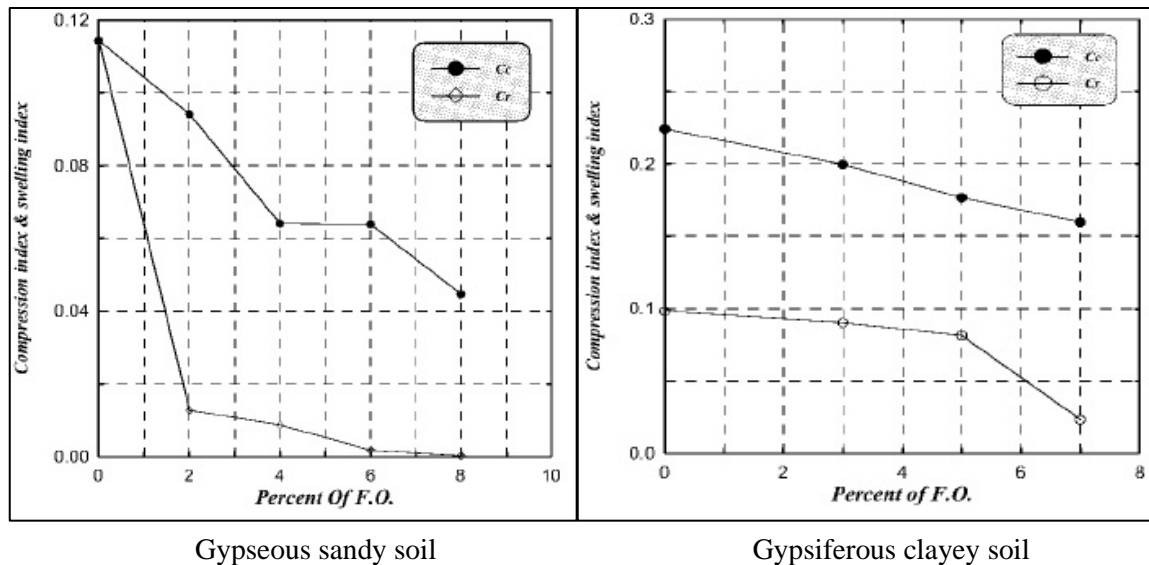 Compression index & swelling index
0.12
0.08
0.04
0.00
Cc
Cr
0
2
4
6
8
10
Percent Of F.O.
Compression index & swelling index
0.3
0.2
0.1
0.0
Cc
Cr
0
2
4
6
8
Percent of F.O.
Gypseous sandy soil
Gypsiferous clayey soil